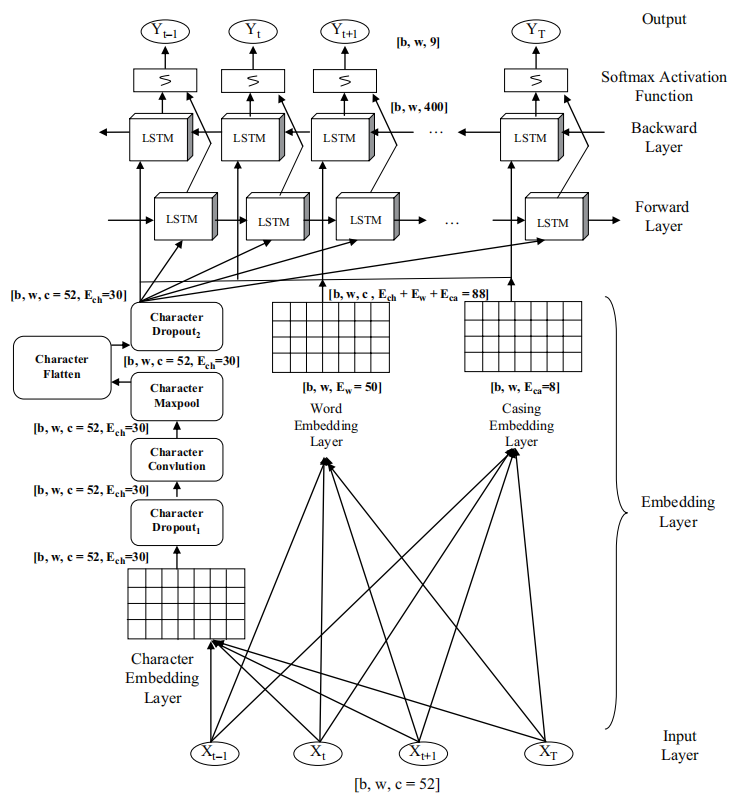 Output
Y_t–1
Y_t
Y_t+1
Y_T
[b, w, 9]
Softmax Activation
Function
S
S
S
S
[b, w, 400]
Backward
Layer
LSTM
LSTM
LSTM
...
LSTM
Forward
Layer
LSTM
LSTM
LSTM
...
LSTM
[b, w, c = 52, E_ch=30]
[b, w, c , E_ch + E_w + E_ca = 88]
Character
Dropout_2
Character
Flatten
[b, w, c = 52, E_ch=30]
Character
Maxpool
[b, w, E_w = 50]
[b, w, E_ca=8]
Word
Embedding
Layer
Casing
Embedding
Layer
[b, w, c = 52, E_ch=30]
Character
Convlution
[b, w, c = 52, E_ch=30]
Character
Dropout_1
Embedding
Layer
[b, w, c = 52, E_ch=30]
Character
Embedding
Layer
Input
Layer
X_t–1
X_t
X_t+1
X_T
[b, w, c = 52]